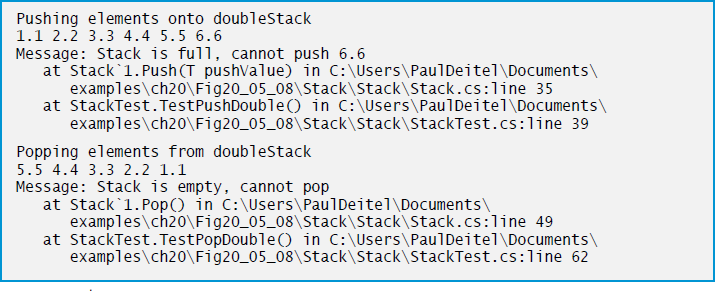 Pushing elements onto doubleStack
1.1 2.2 3.3 4.4 5.5 6.6
Message: Stack is full, cannot push 6.6
at Stack`1.Push(T pushValue) in C:\Users\PaulDeitel\Documents\
examples\ch20\Fig20_05_08\Stack\Stack\Stack.cs:line 35
at StackTest.TestPushDouble() in C:\Users\PaulDeitel\Documents\
examples\ch20\Fig20_05_08\Stack\Stack\StackTest.cs:line 39
Popping elements from doubleStack
5.5 4.4 3.3 2.2 1.1
Message: Stack is empty, cannot pop
at Stack`1.Pop() in C:\Users\PaulDeitel\Documents\
examples\ch20\Fig20_05_08\Stack\Stack\Stack.cs:line 49
at StackTest.TestPopDouble() in C:\Users\PaulDeitel\Documents\
examples\ch20\Fig20_05_08\Stack\Stack\StackTest.cs:line 62